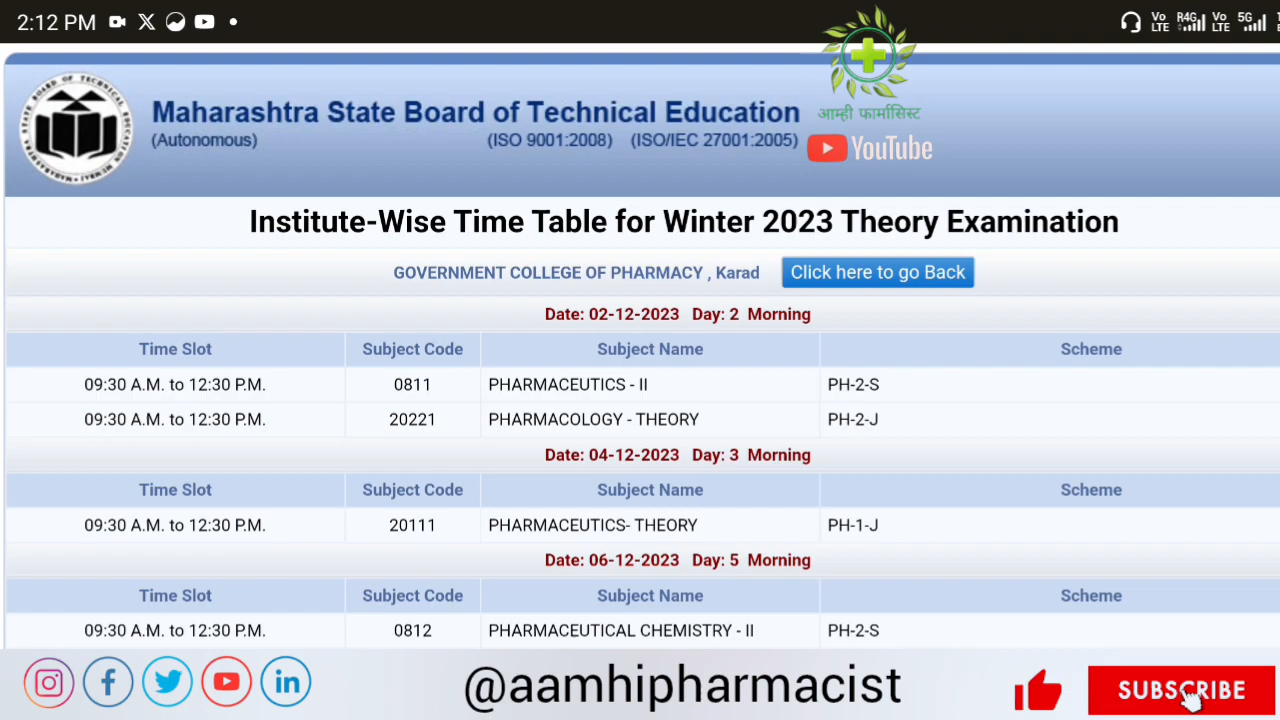 2:12 PM
Vo LTE R4G Vo LTE 5G
Maharashtra State Board of Technical Education
(Autonomous) (ISO 9001:2008) (ISO/IEC 27001:2005)
आम्ही फार्मासिस्ट
YouTube
Institute-Wise Time Table for Winter 2023 Theory Examination
GOVERNMENT COLLEGE OF PHARMACY , Karad Click here to go Back
Date: 02-12-2023 Day: 2 Morning
Time Slot Subject Code Subject Name Scheme
09:30 A.M. to 12:30 P.M. 0811 PHARMACEUTICS - II PH-2-S
09:30 A.M. to 12:30 P.M. 20221 PHARMACOLOGY - THEORY PH-2-J
Date: 04-12-2023 Day: 3 Morning
Time Slot Subject Code Subject Name Scheme
09:30 A.M. to 12:30 P.M. 20111 PHARMACEUTICS- THEORY PH-1-J
Date: 06-12-2023 Day: 5 Morning
Time Slot Subject Code Subject Name Scheme
09:30 A.M. to 12:30 P.M. 0812 PHARMACEUTICAL CHEMISTRY - II PH-2-S
@aamhipharmacist
SUBSCRIBE